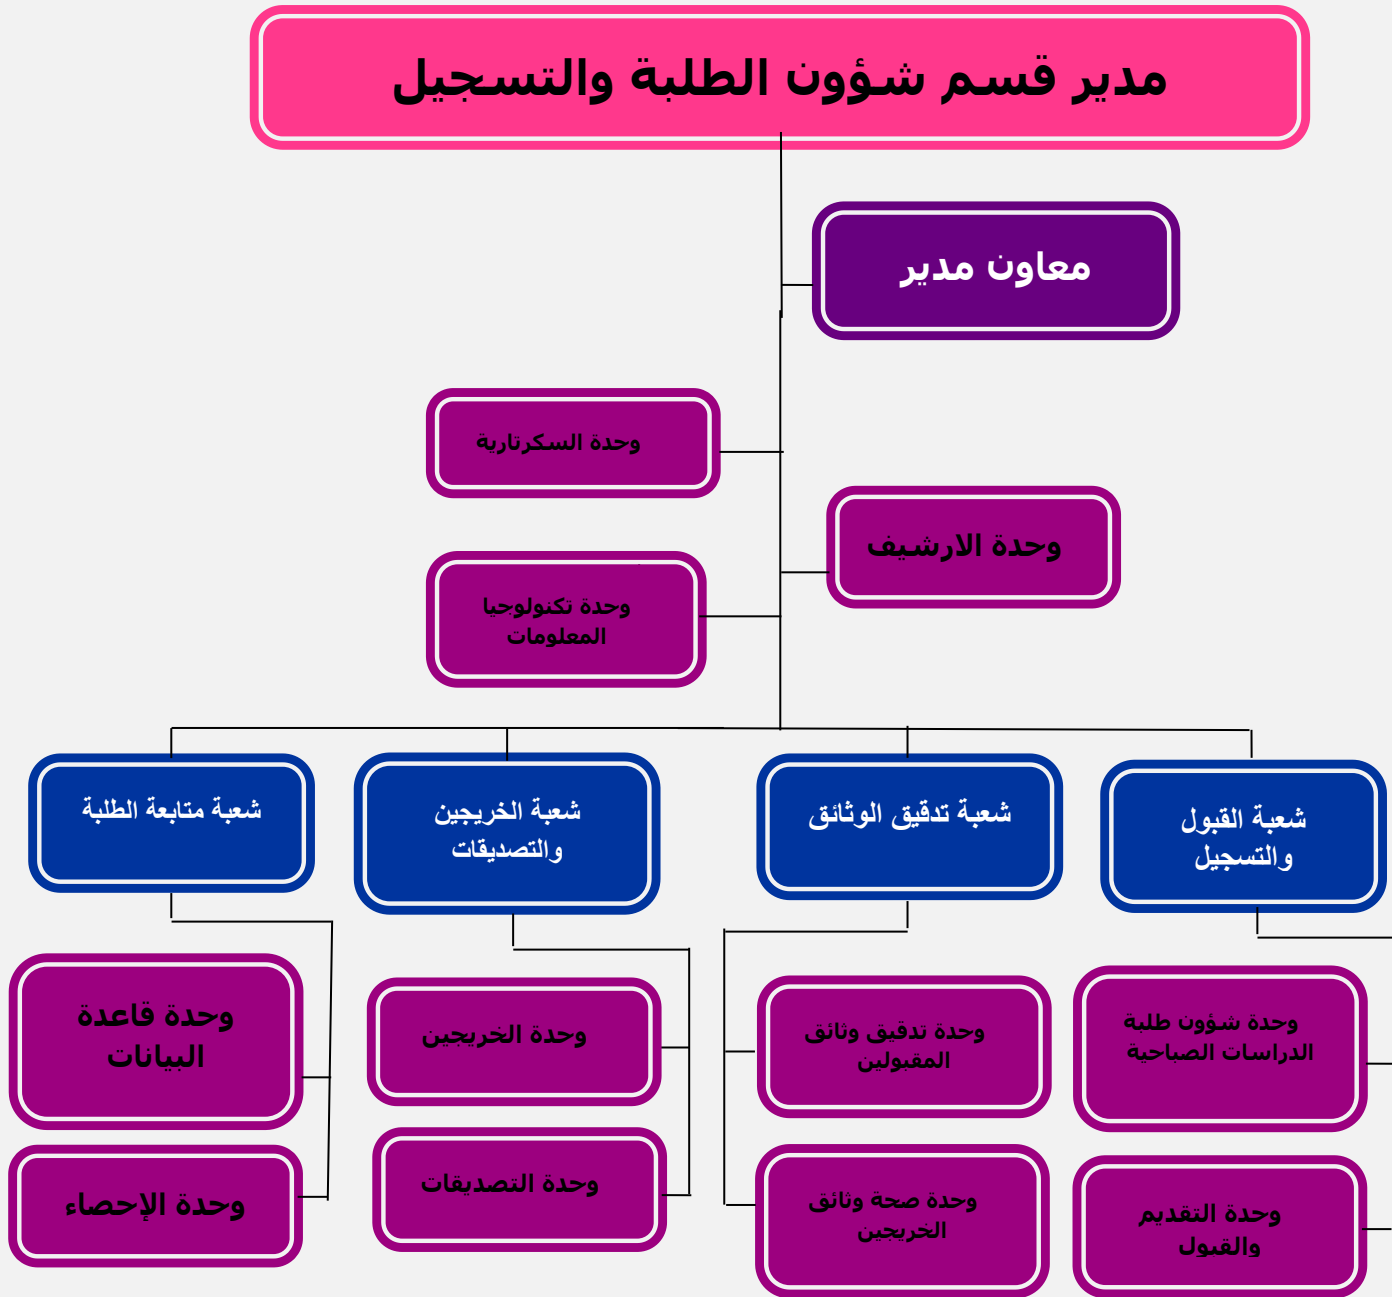 مدير قسم شؤون الطلبة والتسجيل
معاون مدير
وحدة السكرتارية
وحدة الارشيف
وحدة تكنولوجيا
المعلومات
شعبة القبول
والتسجيل
شعبة تدقيق الوثائق
شعبة الخريجين
والتصديقات
شعبة متابعة الطلبة
وحدة شؤون طلبة
الدراسات الصباحية
وحدة تدقيق وثائق
المقبولين
وحدة الخريجين
وحدة قاعدة
البيانات
وحدة التقديم
والقبول
وحدة صحة وثائق
الخريجين
وحدة التصديقات
وحدة الإحصاء